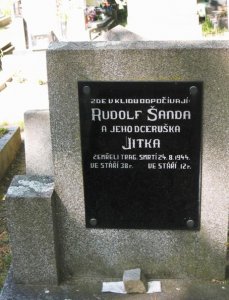 ZDE V KLIDU ODPOČÍVAJÍ
RUDOLF ŠANDA
A JEHO DCERUŠKA
JITKA
ZEMŘELI TRAG. SMRTÍ 24.8.1944.
VE STÁŘÍ 38 r. VE STÁŘÍ 12 r.